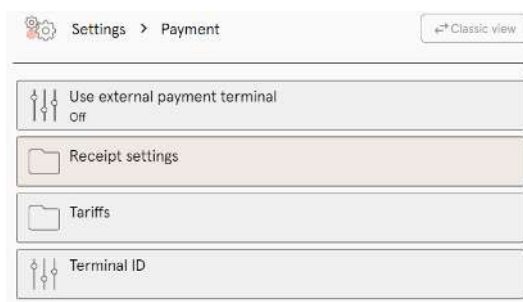 Settings > Payment
Classic view
Use external payment terminal
Off
Receipt settings
Tariffs
Terminal ID